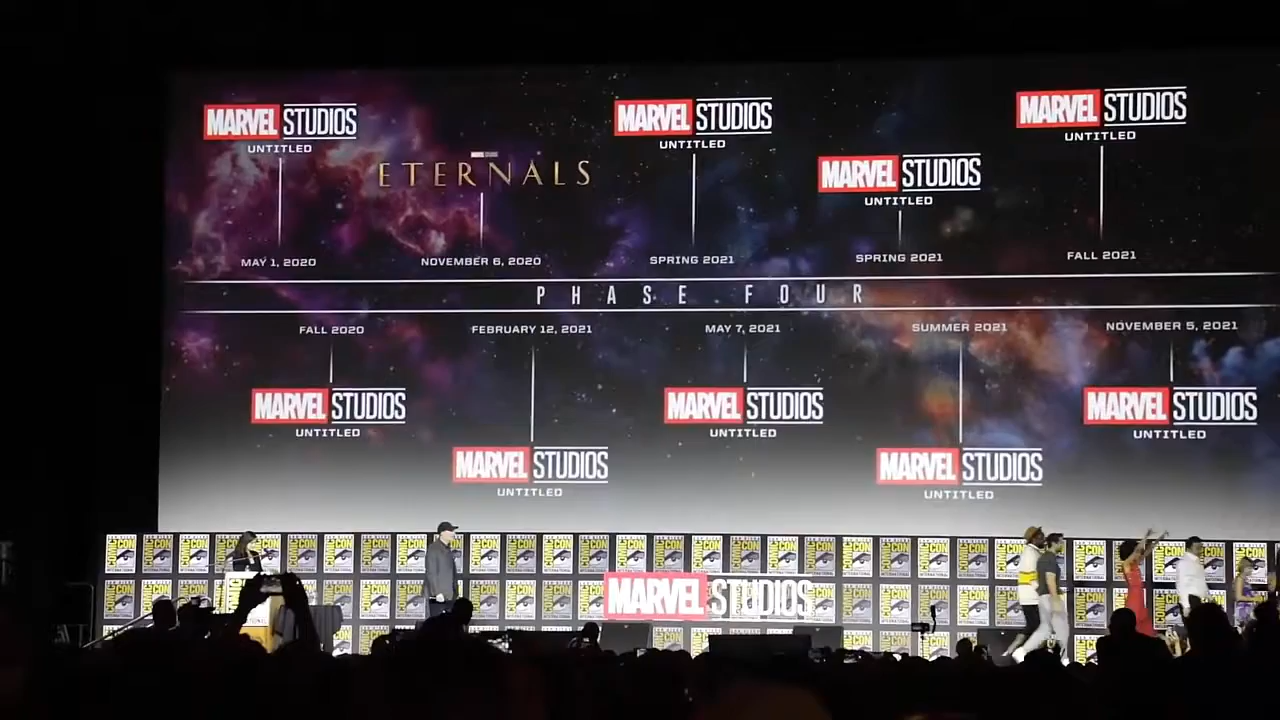 MARVEL STUDIOS
UNTITLED
MAY 1, 2020
ETERNALS
NOVEMBER 6, 2020
MARVEL STUDIOS
UNTITLED
SPRING 2021
MARVEL STUDIOS
UNTITLED
SPRING 2021
MARVEL STUDIOS
UNTITLED
FALL 2021
PHASE FOUR
FALL 2020
MARVEL STUDIOS
UNTITLED
FEBRUARY 12, 2021
MARVEL STUDIOS
UNTITLED
MAY 7, 2021
MARVEL STUDIOS
UNTITLED
SUMMER 2021
MARVEL STUDIOS
UNTITLED
NOVEMBER 5, 2021
MARVEL STUDIOS
UNTITLED
MARVEL STUDIOS
COMIC CON
INTERNATIONAL